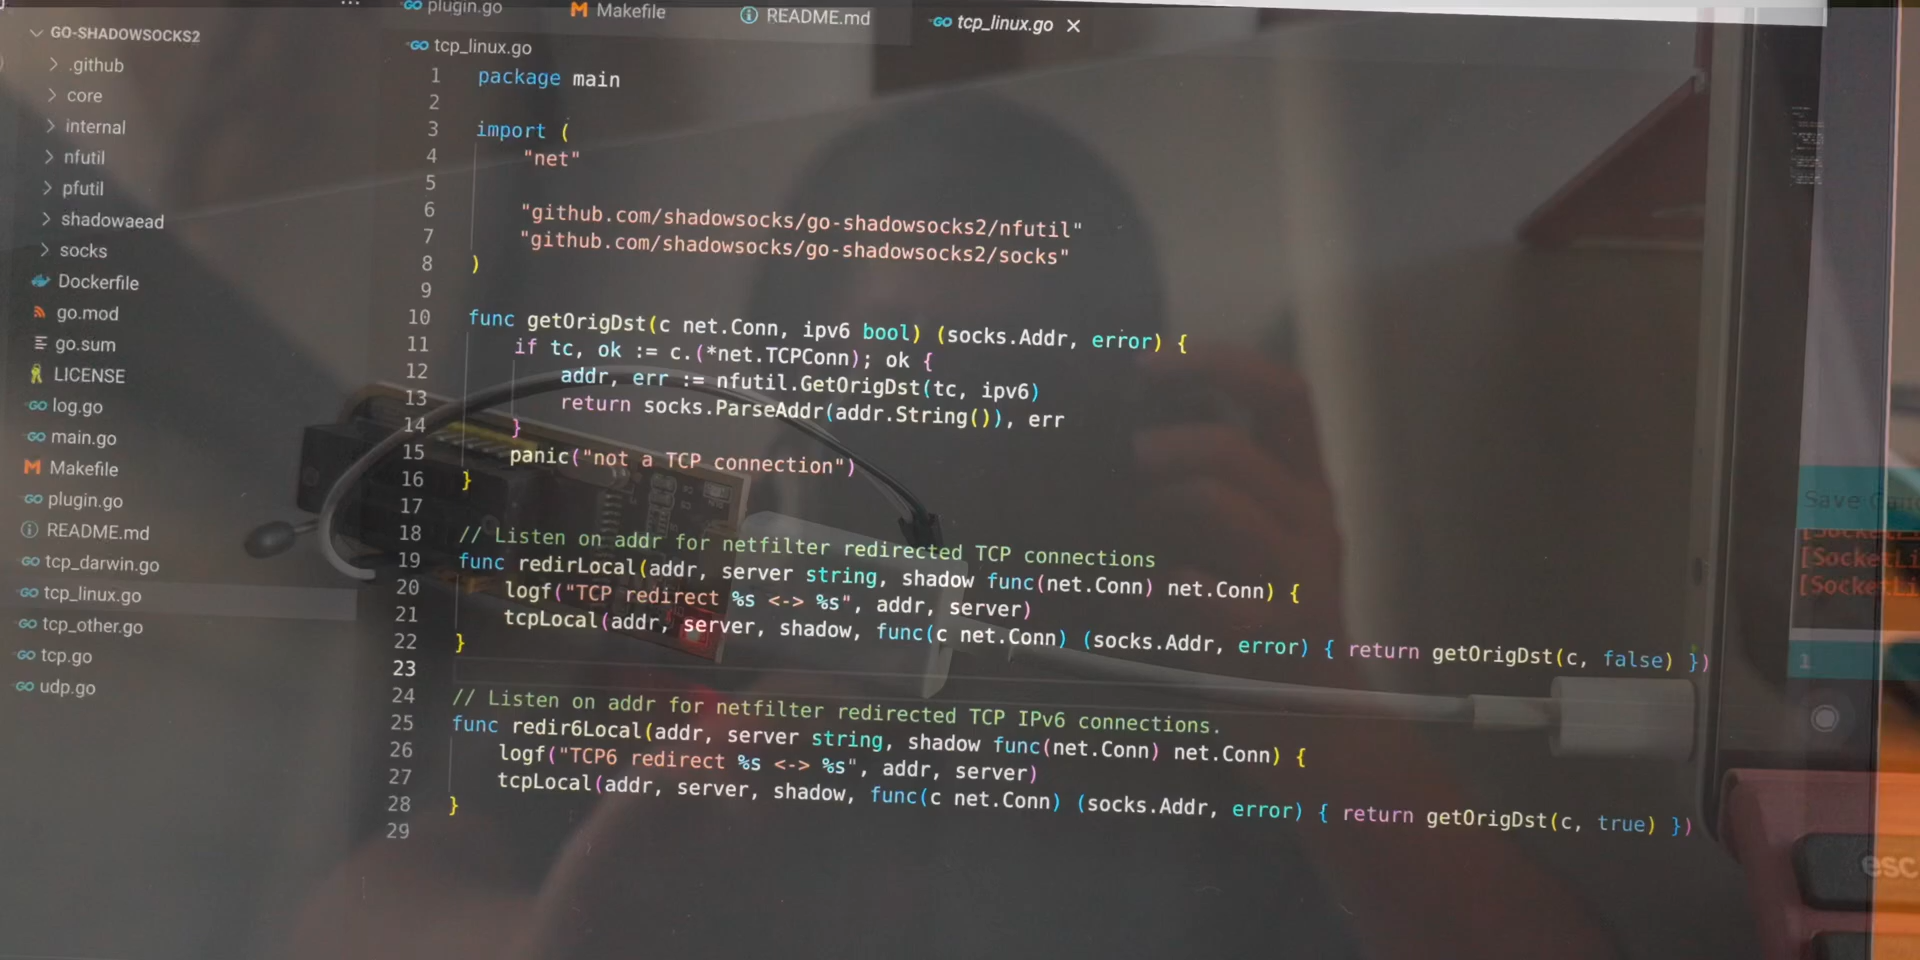 plugin.go
Makefile
README.md
tcp_linux.go
GO-SHADOWSOCKS2
.github
core
internal
nfutil
pfutil
shadowaead
socks
Dockerfile
go.mod
go.sum
LICENSE
log.go
main.go
Makefile
plugin.go
README.md
tcp_darwin.go
tcp_linux.go
tcp_other.go
tcp.go
udp.go
tcp_linux.go
1 package main
2
3 import (
4 "net"
5
6 "github.com/shadowsocks/go-shadowsocks2/nfutil"
7 "github.com/shadowsocks/go-shadowsocks2/socks"
8 )
9
10 func getOrigDst(c net.Conn, ipv6 bool) (socks.Addr, error) {
11 if tc, ok := c.(*net.TCPConn); ok {
12 addr, err := nfutil.GetOrigDst(tc, ipv6)
13 return socks.ParseAddr(addr.String()), err
14 }
15 panic("not a TCP connection")
16 }
17
18 // Listen on addr for netfilter redirected TCP connections
19 func redirLocal(addr, server string, shadow func(net.Conn) net.Conn) {
20 logf("TCP redirect %s <-> %s", addr, server)
21 tcpLocal(addr, server, shadow, func(c net.Conn) (socks.Addr, error) { return getOrigDst(c, false) })
22 }
23
24 // Listen on addr for netfilter redirected TCP IPv6 connections.
25 func redir6Local(addr, server string, shadow func(net.Conn) net.Conn) {
26 logf("TCP6 redirect %s <-> %s", addr, server)
27 tcpLocal(addr, server, shadow, func(c net.Conn) (socks.Addr, error) { return getOrigDst(c, true) })
28 }
29
Save
[SocketLi
[SocketLi
1
esc